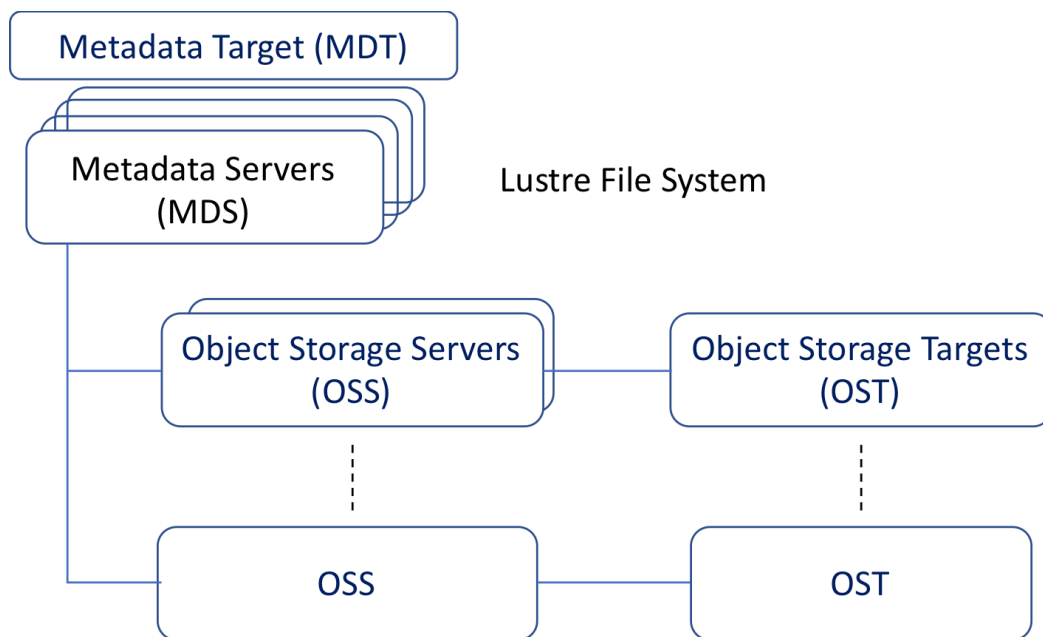 Metadata Target (MDT)
Metadata Servers
(MDS)
Lustre File System
Object Storage Servers
(OSS)
Object Storage Targets
(OST)
OSS
OST